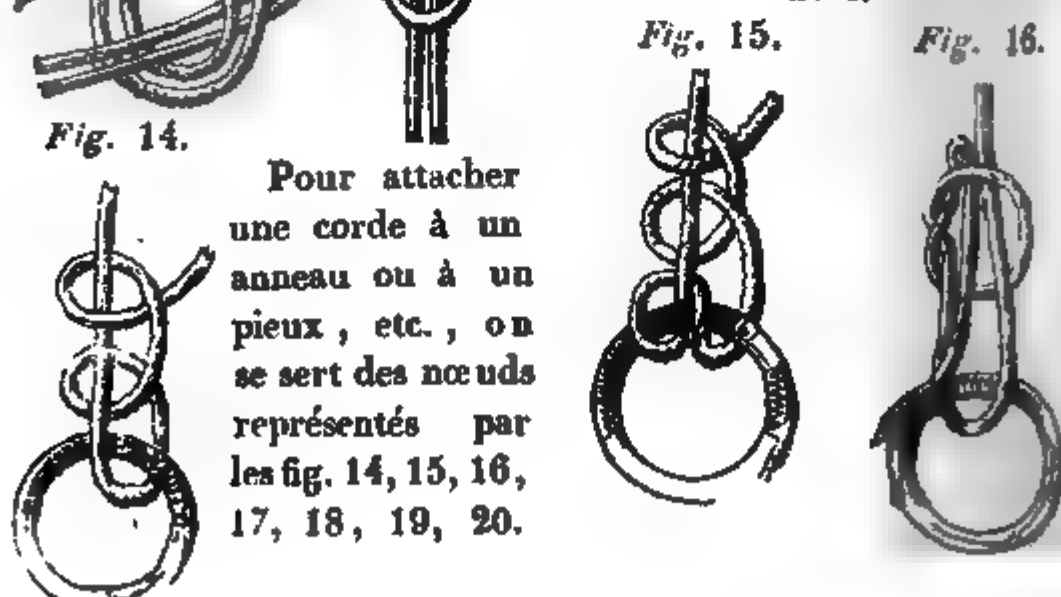 Fig. 14.
Pour attacher
une corde à un
anneau ou à un
pieux, etc., on
se sert des nœuds
représentés par
les fig. 14, 15, 16,
17, 18, 19, 20.
Fig. 15.
Fig. 16.